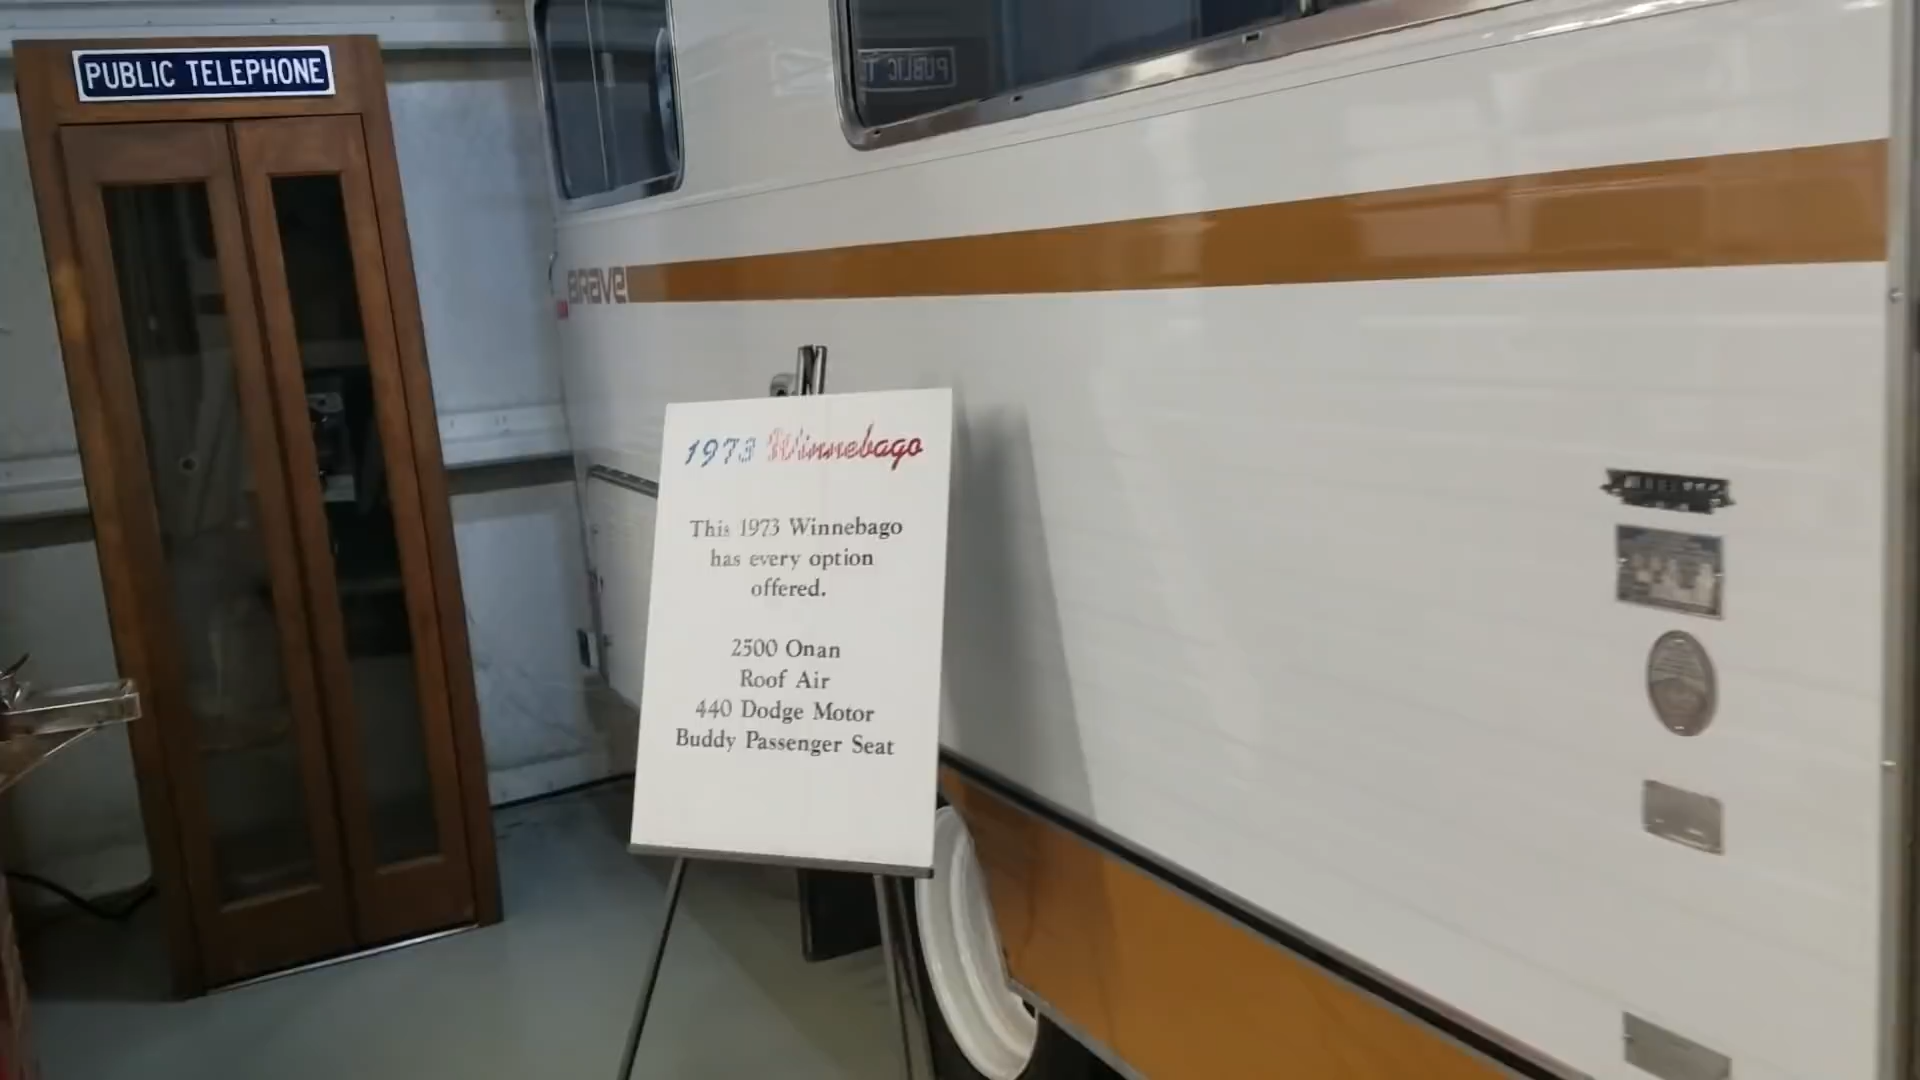 PUBLIC TELEPHONE
BRAVE
1973 Winnebago
This 1973 Winnebago
has every option
offered.
2500 Onan
Roof Air
440 Dodge Motor
Buddy Passenger Seat